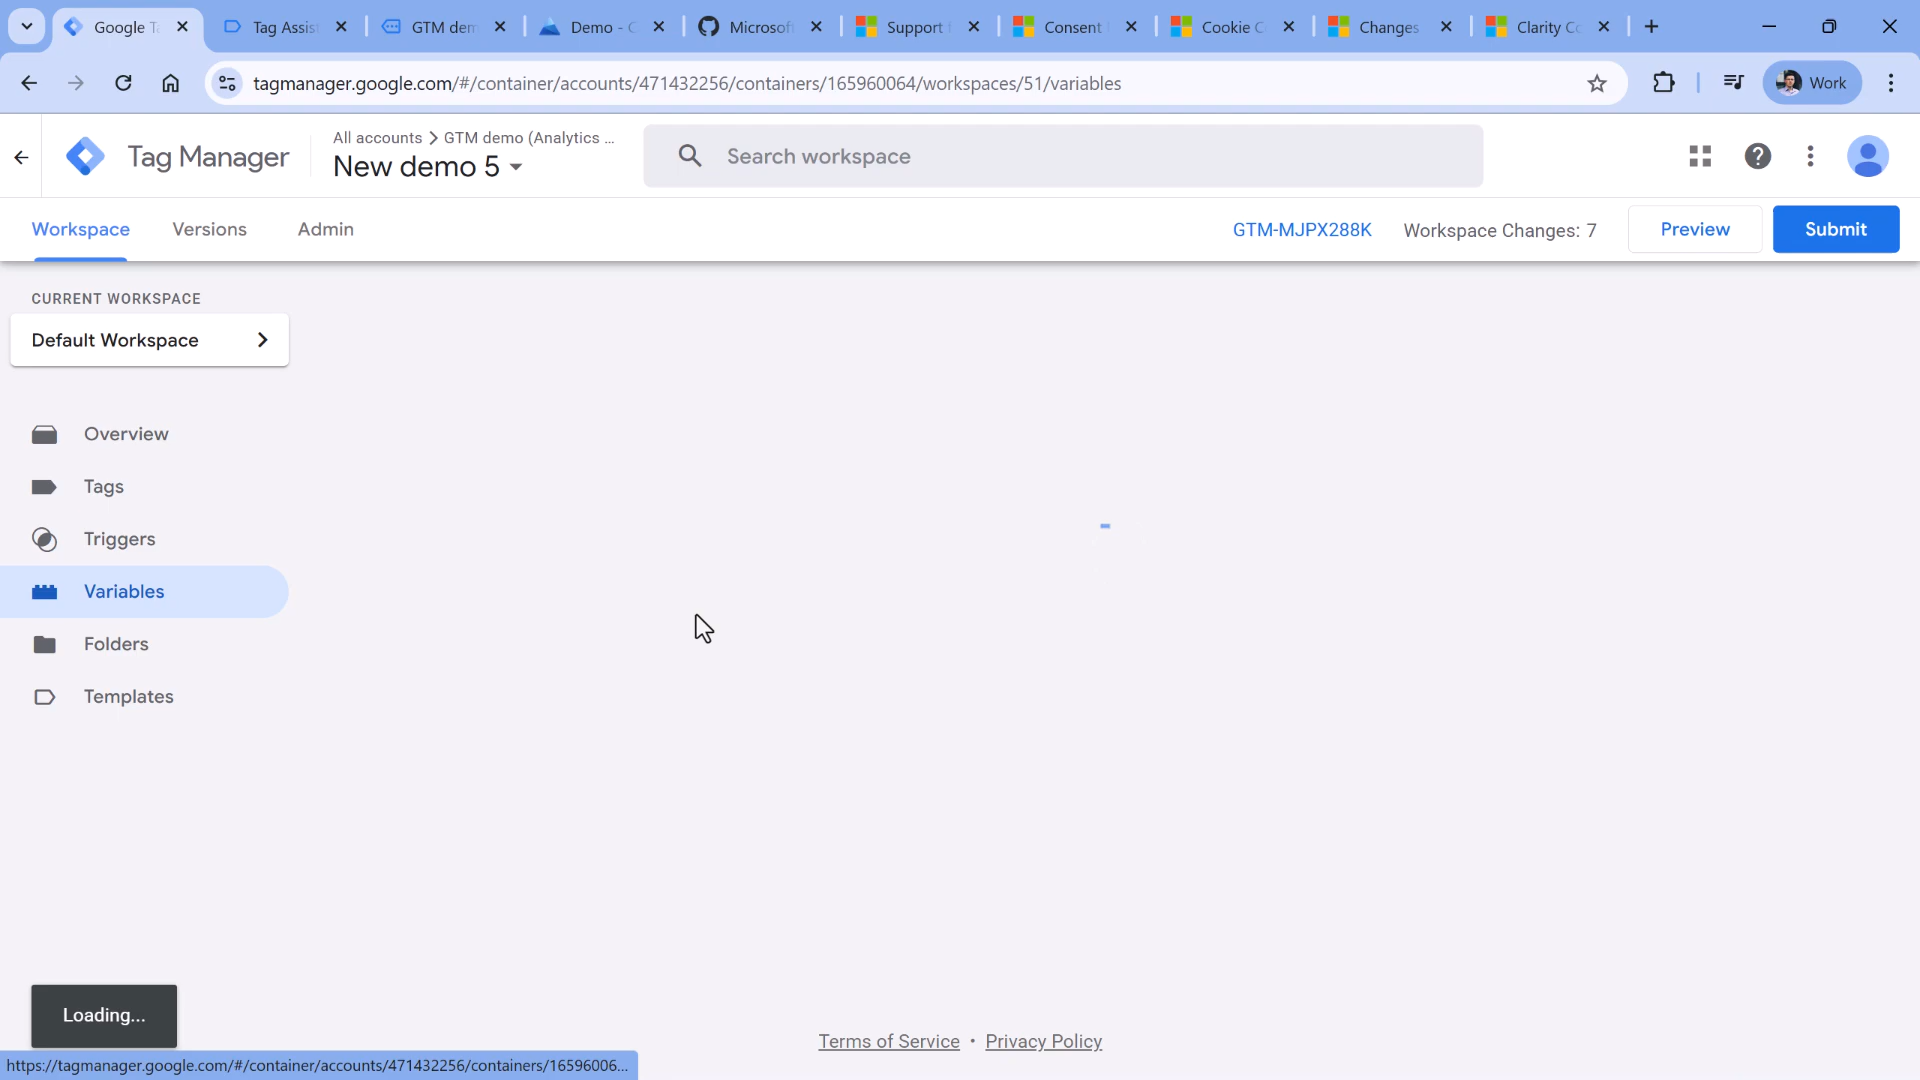 Google Ta
Tag Assis
GTM dem
Demo - C
Microsof
Support f
Consent
Cookie C
Changes
Clarity Co
tagmanager.google.com/#/container/accounts/471432256/containers/165960064/workspaces/51/variables
Work
Tag Manager
All accounts > GTM demo (Analytics ...
New demo 5
Search workspace
Workspace
Versions
Admin
GTM-MJPX288K
Workspace Changes: 7
Preview
Submit
CURRENT WORKSPACE
Default Workspace
Overview
Tags
Triggers
Variables
Folders
Templates
Loading...
Terms of Service • Privacy Policy
https://tagmanager.google.com/#/container/accounts/471432256/containers/16596006...